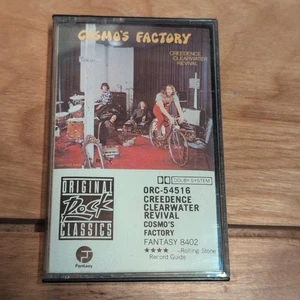 COSMO'S FACTORY
CREEDENCE
CLEARWATER
REVIVAL
DOLBY SYSTEM
ORIGINAL
Rock
CLASSICS
Fantasy
ORC-54516
CREEDENCE
CLEARWATER
REVIVAL
COSMO'S
FACTORY
FANTASY 8402
★★★★ -Rolling Stone
Record Guide